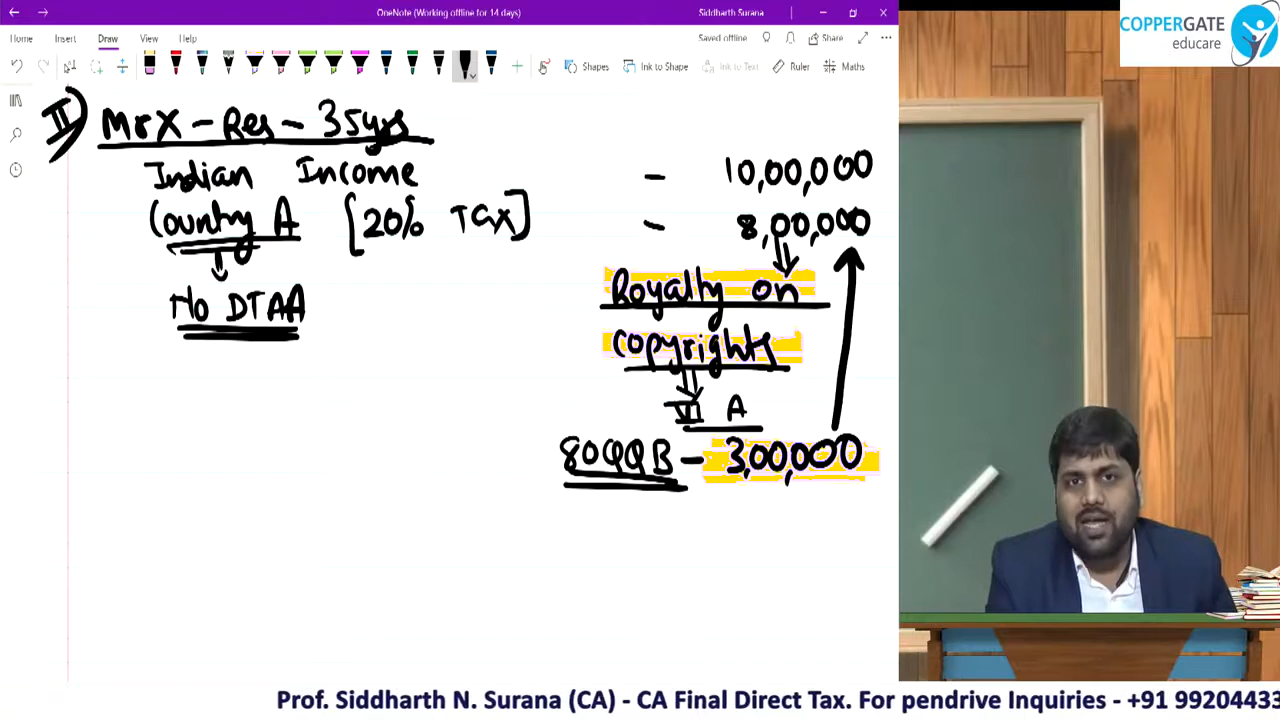 OneNote (Working offline for 14 days)
Siddharth Surana
Home Insert Draw View Help
Saved offline
Share
Shapes
Ink to Shape
Ink to Text
Ruler
Maths
COPPERGATE
educare
II) Mr X - Res - 35yrs
Indian Income - 10,00,000
Country A [20% Tax] - 8,00,000
No DTAA
Royalty on
Copyrights
VI A
80QQB - 3,00,000
Prof. Siddharth N. Surana (CA) - CA Final Direct Tax. For pendrive Inquiries - +91 99204433